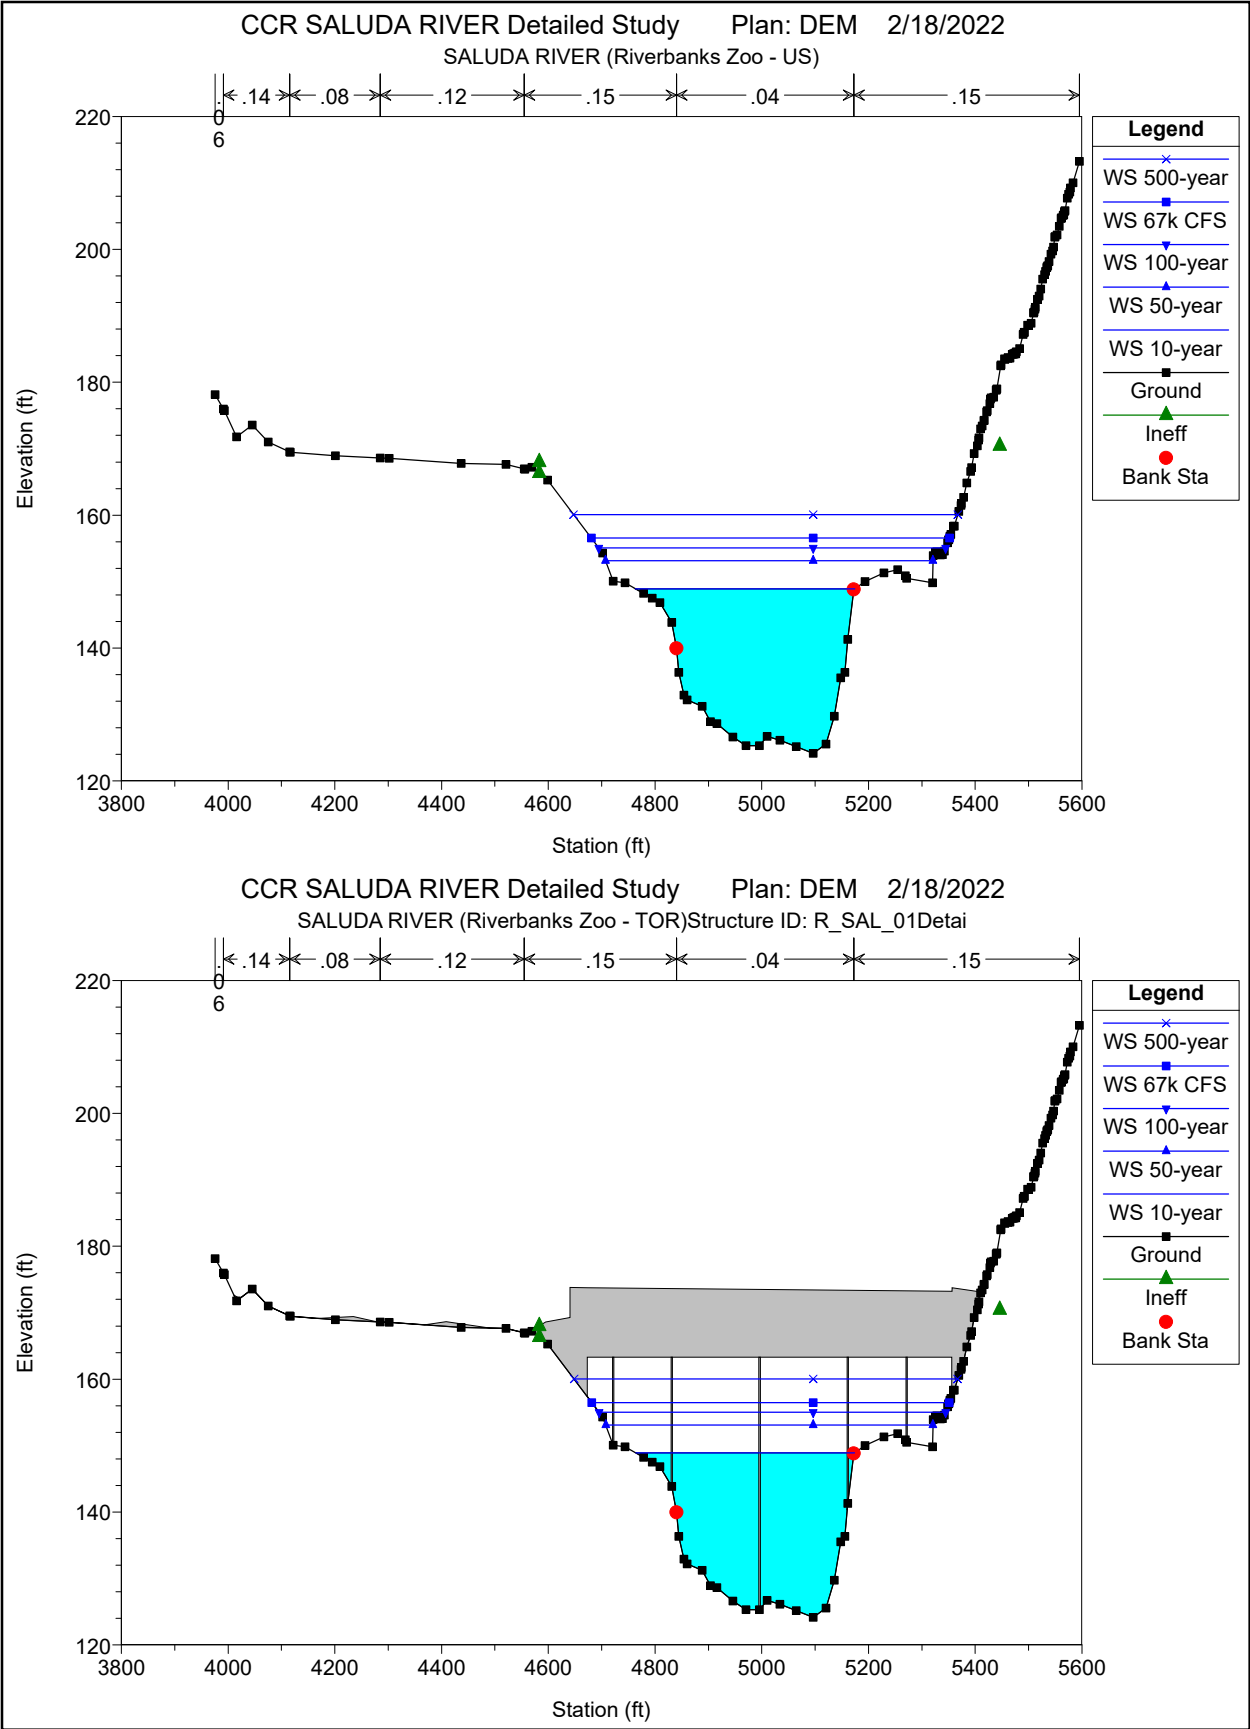 CCR SALUDA RIVER Detailed Study Plan: DEM 2/18/2022
SALUDA RIVER (Riverbanks Zoo - US)
.06 .14 .08 .12 .15 .04 .15
220
200
180
160
140
120
Elevation (ft)
3800 4000 4200 4400 4600 4800 5000 5200 5400 5600
Station (ft)
Legend
WS 500-year
WS 67k CFS
WS 100-year
WS 50-year
WS 10-year
Ground
Ineff
Bank Sta
CCR SALUDA RIVER Detailed Study Plan: DEM 2/18/2022
SALUDA RIVER (Riverbanks Zoo - TOR)Structure ID: R_SAL_01Detai
.06 .14 .08 .12 .15 .04 .15
220
200
180
160
140
120
Elevation (ft)
3800 4000 4200 4400 4600 4800 5000 5200 5400 5600
Station (ft)
Legend
WS 500-year
WS 67k CFS
WS 100-year
WS 50-year
WS 10-year
Ground
Ineff
Bank Sta